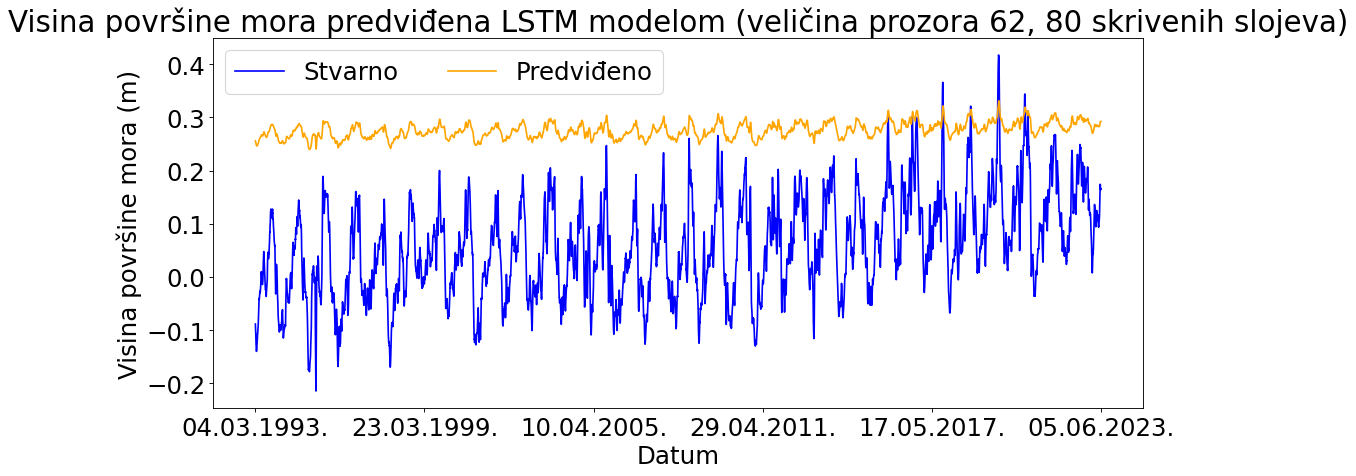 Visina površine mora predviđena LSTM modelom (veličina prozora 62, 80 skrivenih slojeva)
Stvarno
Predviđeno
Visina površine mora (m)
0.4
0.3
0.2
0.1
0.0
−0.1
−0.2
04.03.1993.
23.03.1999.
10.04.2005.
29.04.2011.
17.05.2017.
05.06.2023.
Datum